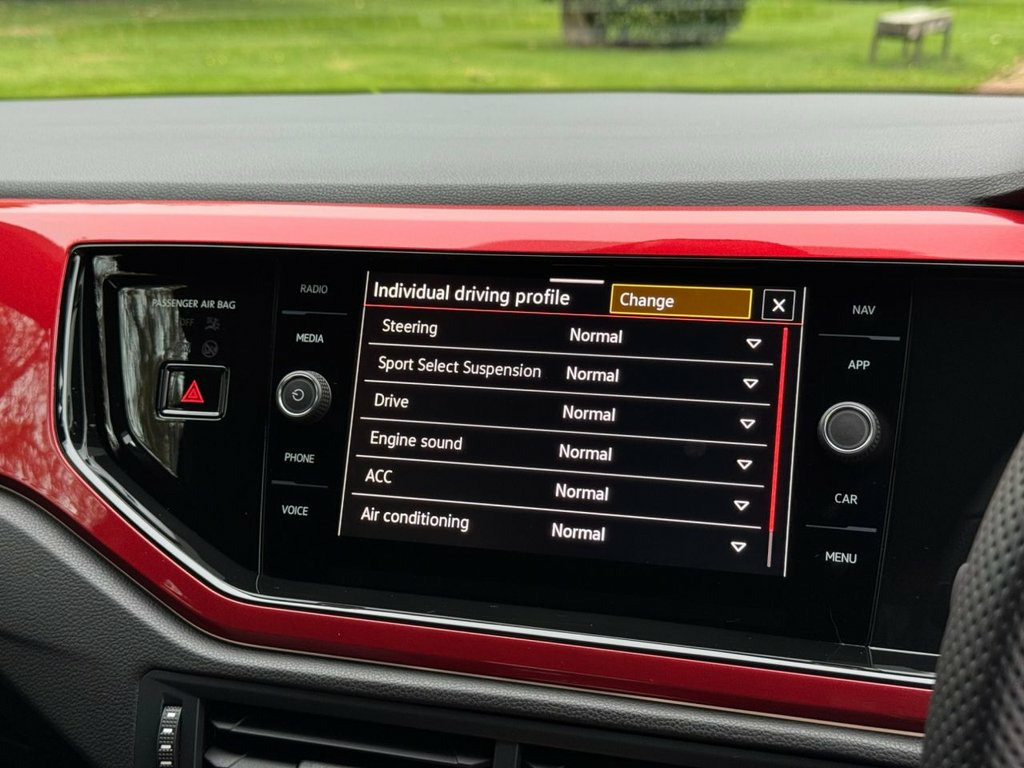 PASSENGER AIR BAG
OFF
RADIO
MEDIA
PHONE
VOICE
Individual driving profile Change X
Steering Normal
Sport Select Suspension Normal
Drive Normal
Engine sound Normal
ACC Normal
Air conditioning Normal
NAV
APP
CAR
MENU